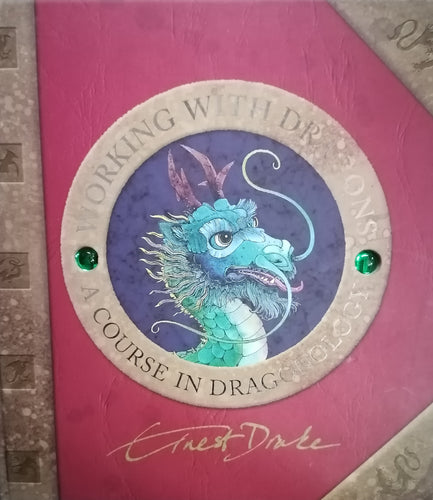 WORKING WITH DRAGONS
A COURSE IN DRAGONOLOGY
Ernest Drake